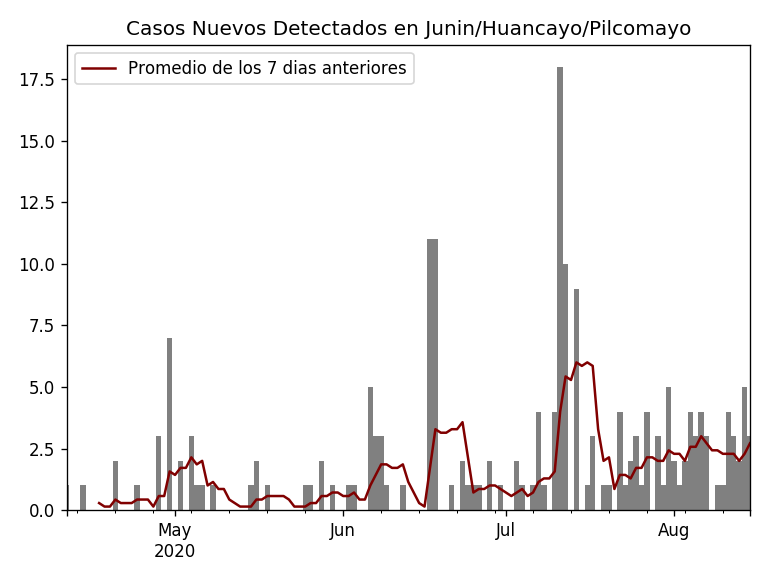 Casos Nuevos Detectados en Junin/Huancayo/Pilcomayo
Promedio de los 7 dias anteriores
17.5
15.0
12.5
10.0
7.5
5.0
2.5
0.0
May
2020
Jun
Jul
Aug